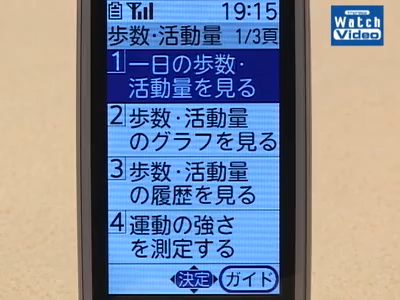 19:15
歩数･活動量 1/3頁
1 一日の歩数･
活動量を見る
2 歩数･活動量
のグラフを見る
3 歩数･活動量
の履歴を見る
4 運動の強さ
を測定する
決定 ガイド
Impress
Watch
Video